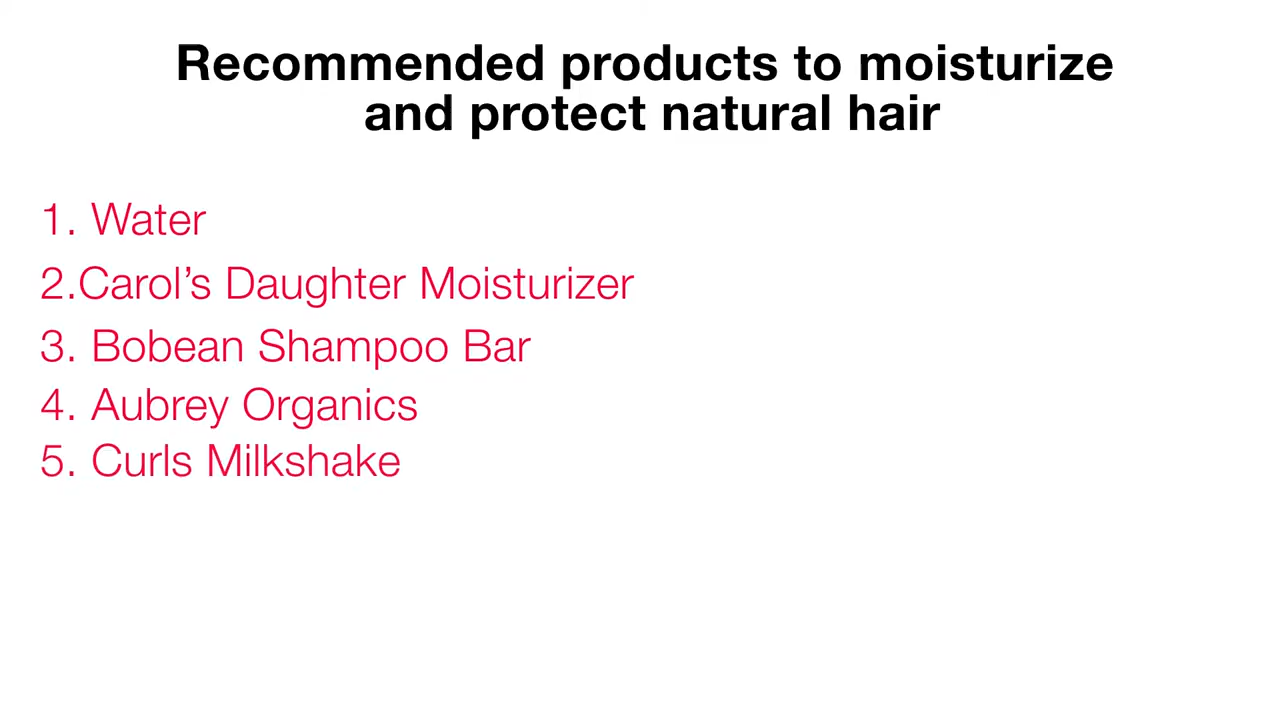 Recommended products to moisturize
and protect natural hair
1. Water
2.Carol’s Daughter Moisturizer
3. Bobean Shampoo Bar
4. Aubrey Organics
5. Curls Milkshake